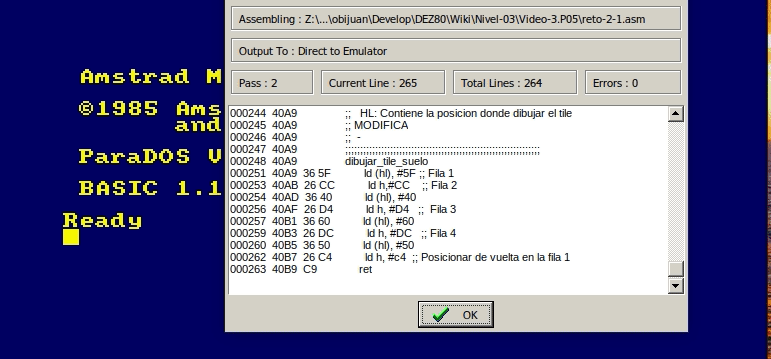 Assembling : Z:\...\obijuan\Develop\DEZ80\Wiki\Nivel-03\Video-3.P05\reto-2-1.asm
Output To : Direct to Emulator
Pass : 2 Current Line : 265 Total Lines : 264 Errors : 0
Amstrad M
©1985 Ams
and
ParaDOS V
BASIC 1.1
Ready
000244 40A9 ;; HL: Contiene la posicion donde dibujar el tile
000245 40A9 ;; MODIFICA
000246 40A9 ;; -
000247 40A9 ;;;;;;;;;;;;;;;;;;;;;;;;;;;;;;;;;;;;;;;;;;;;;;;;;;;;;;;;;;;;;;;;;
000248 40A9 dibujar_tile_suelo
000251 40A9 36 5F ld (hl), #5F ;; Fila 1
000253 40AB 26 CC ld h,#CC ;; Fila 2
000254 40AD 36 40 ld (hl), #40
000256 40AF 26 D4 ld h, #D4 ;; Fila 3
000257 40B1 36 60 ld (hl), #60
000259 40B3 26 DC ld h, #DC ;; Fila 4
000260 40B5 36 50 ld (hl), #50
000262 40B7 26 C4 ld h, #c4 ;; Posicionar de vuelta en la fila 1
000263 40B9 C9 ret
OK